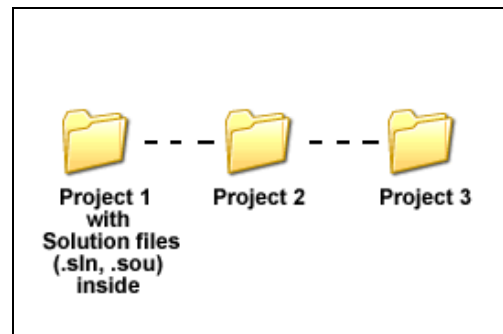 Project 1
with
Solution files
(.sln, .sou)
inside
Project 2
Project 3